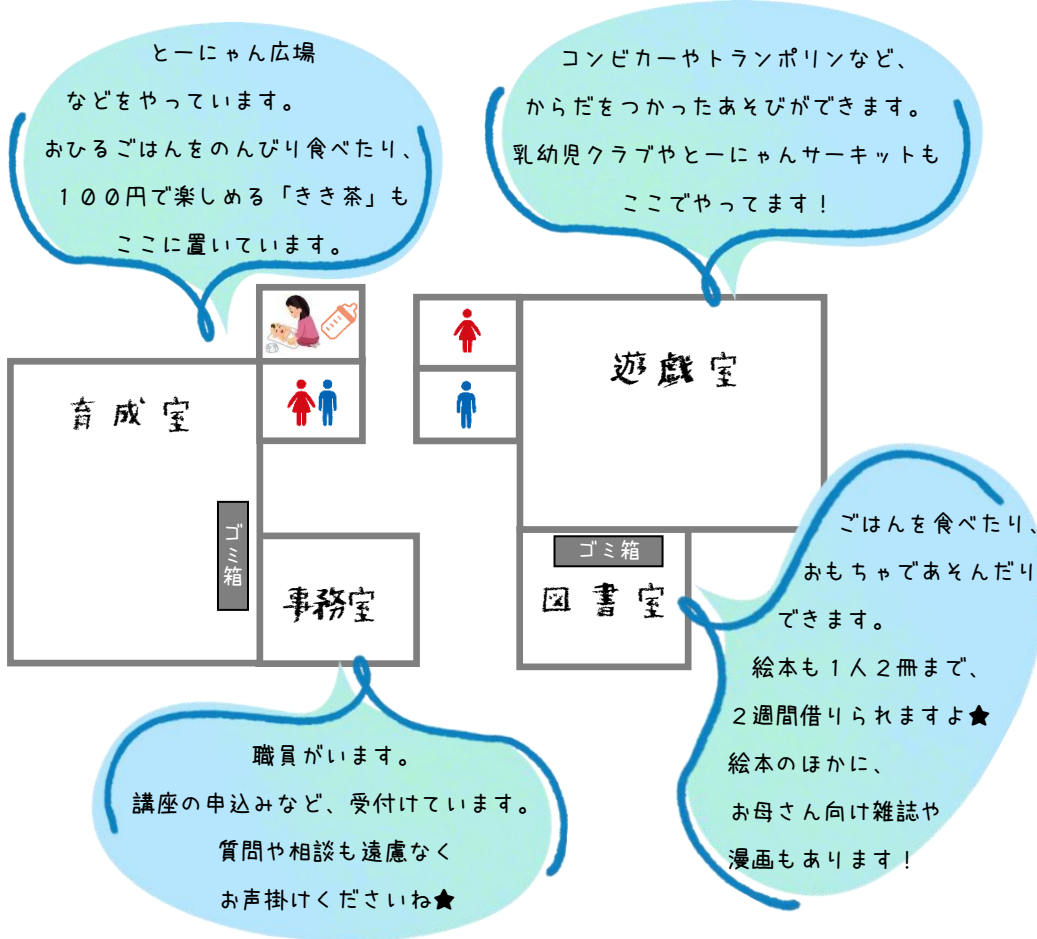 とーにゃん広場
などをやっています。
おひるごはんをのんびり食べたり、
１００円で楽しめる「きき茶」も
ここに置いています。
コンビカーやトランポリンなど、
からだをつかったあそびができます。
乳幼児クラブやとーにゃんサーキットも
ここでやってます！
育成室
遊戯室
ゴミ箱
事務室
ゴミ箱
図書室
ごはんを食べたり、
おもちゃであそんだり
できます。
絵本も１人２冊まで、
２週間借りられますよ★
絵本のほかに、
お母さん向け雑誌や
漫画もあります！
職員がいます。
講座の申込みなど、受付けています。
質問や相談も遠慮なく
お声掛けくださいね★